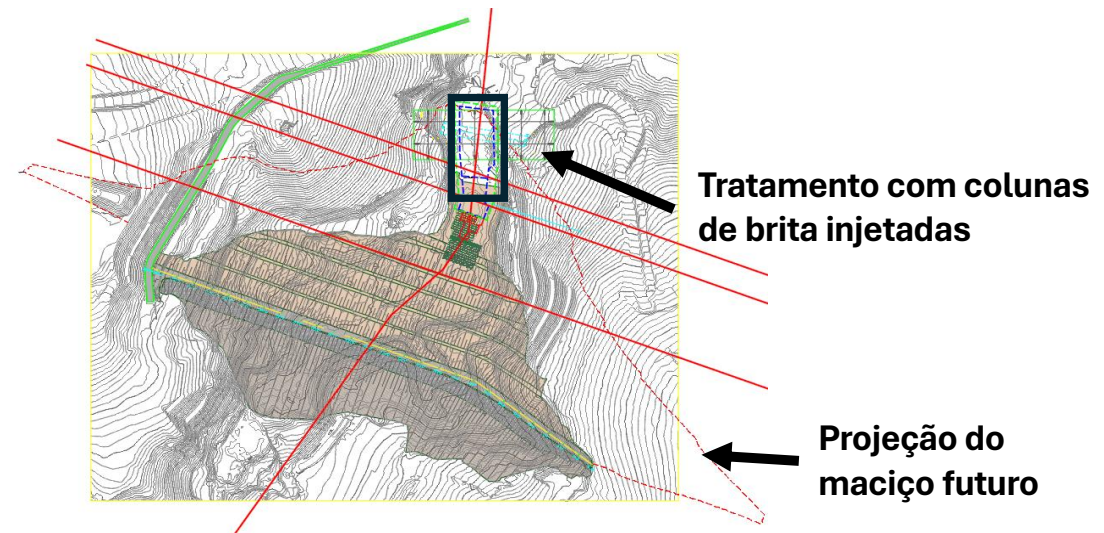 Tratamento com colunas
de brita injetadas
Projeção do
maciço futuro